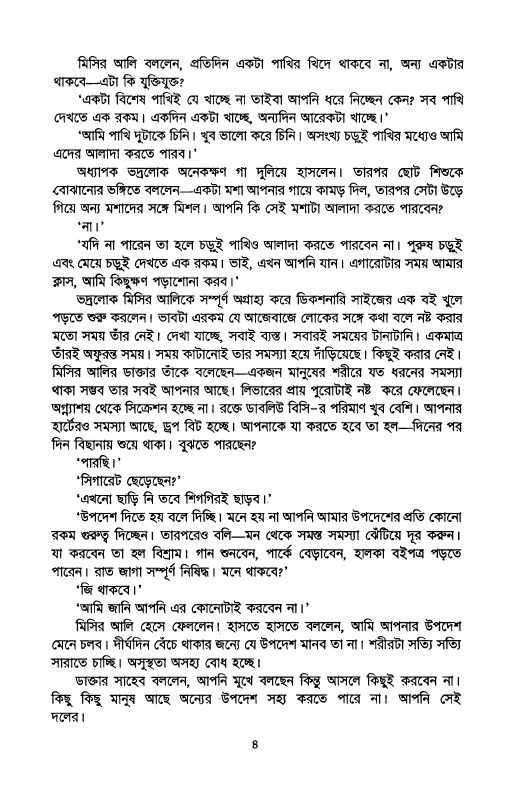 মিসির আলি বললেন, প্রতিদিন একটা পাখির খিদে থাকবে না, অন্য একটার
থাকবে—এটা কি যুক্তিযুক্ত?
‘একটা বিশেষ পাখিই যে খাচ্ছে না তাইবা আপনি ধরে নিচ্ছেন কেন? সব পাখি
দেখতে এক রকম। একদিন একটা খাচ্ছে, অন্যদিন আরেকটা খাচ্ছে।’
‘আমি পাখি দুটাকে চিনি। খুব ভালো করে চিনি। অসংখ্য চড়ুই পাখির মধ্যেও আমি
এদের আলাদা করতে পারব।’
অধ্যাপক ভদ্রলোক অনেকক্ষণ গা দুলিয়ে হাসলেন। তারপর ছোট শিশুকে
বোঝানোর ভঙ্গিতে বললেন—একটা মশা আপনার গায়ে কামড় দিল, তারপর সেটা উড়ে
গিয়ে অন্য মশাদের সঙ্গে মিশল। আপনি কি সেই মশাটা আলাদা করতে পারবেন?
‘না।’
‘যদি না পারেন তা হলে চড়ুই পাখিও আলাদা করতে পারবেন না। পুরুষ চড়ুই
এবং মেয়ে চড়ুই দেখতে এক রকম। ভাই, এখন আপনি যান। এগারোটার সময় আমার
ক্লাস, আমি কিছুক্ষণ পড়াশোনা করব।’
ভদ্রলোক মিসির আলিকে সম্পূর্ণ অগ্রাহ্য করে ডিকশনারি সাইজের এক বই খুলে
পড়তে শুরু করলেন। ভাবটা এরকম যে আজেবাজে লোকের সঙ্গে কথা বলে নষ্ট করার
মতো সময় তাঁর নেই। দেখা যাচ্ছে, সবাই ব্যস্ত। সবারই সময়ের টানাটানি। একমাত্র
তাঁরই অফুরন্ত সময়। সময় কাটানোই তার সমস্যা হয়ে দাঁড়িয়েছে। কিছুই করার নেই।
মিসির আলির ডাক্তার তাঁকে বলেছেন—একজন মানুষের শরীরে যত ধরনের সমস্যা
থাকা সম্ভব তার সবই আপনার আছে। লিভারের প্রায় পুরোটাই নষ্ট করে ফেলেছেন।
অগ্ন্যাশয় থেকে সিক্রেশন হচ্ছে না। রক্তে ডাবলিউ বিসি-র পরিমাণ খুব বেশি। আপনার
হার্টেরও সমস্যা আছে, ড্রপ বিট হচ্ছে। আপনাকে যা করতে হবে তা হল—দিনের পর
দিন বিছানায় শুয়ে থাকা। বুঝতে পারছেন?
‘পারছি।’
‘সিগারেট ছেড়েছেন?’
‘এখনো ছাড়ি নি তবে শিগগিরই ছাড়ব।’
‘উপদেশ দিতে হয় বলে দিচ্ছি। মনে হয় না আপনি আমার উপদেশের প্রতি কোনো
রকম গুরুত্ব দিচ্ছেন। তারপরেও বলি—মন থেকে সমস্ত সমস্যা ঝেঁটিয়ে দূর করুন।
যা করবেন তা হল বিশ্রাম। গান শুনবেন, পার্কে বেড়াবেন, হালকা বইপত্র পড়তে
পারেন। রাত জাগা সম্পূর্ণ নিষিদ্ধ। মনে থাকবে?’
‘জি থাকবে।’
‘আমি জানি আপনি এর কোনোটাই করবেন না।’
মিসির আলি হেসে ফেললেন। হাসতে হাসতে বললেন, আমি আপনার উপদেশ
মেনে চলব। দীর্ঘদিন বেঁচে থাকার জন্যে যে উপদেশ মানব তা না। শরীরটা সত্যি সত্যি
সারাতে চাচ্ছি। অসুস্থতা অসহ্য বোধ হচ্ছে।
ডাক্তার সাহেব বললেন, আপনি মুখে বলছেন কিন্তু আসলে কিছুই করবেন না।
কিছু কিছু মানুষ আছে অন্যের উপদেশ সহ্য করতে পারে না। আপনি সেই
দলের।
8